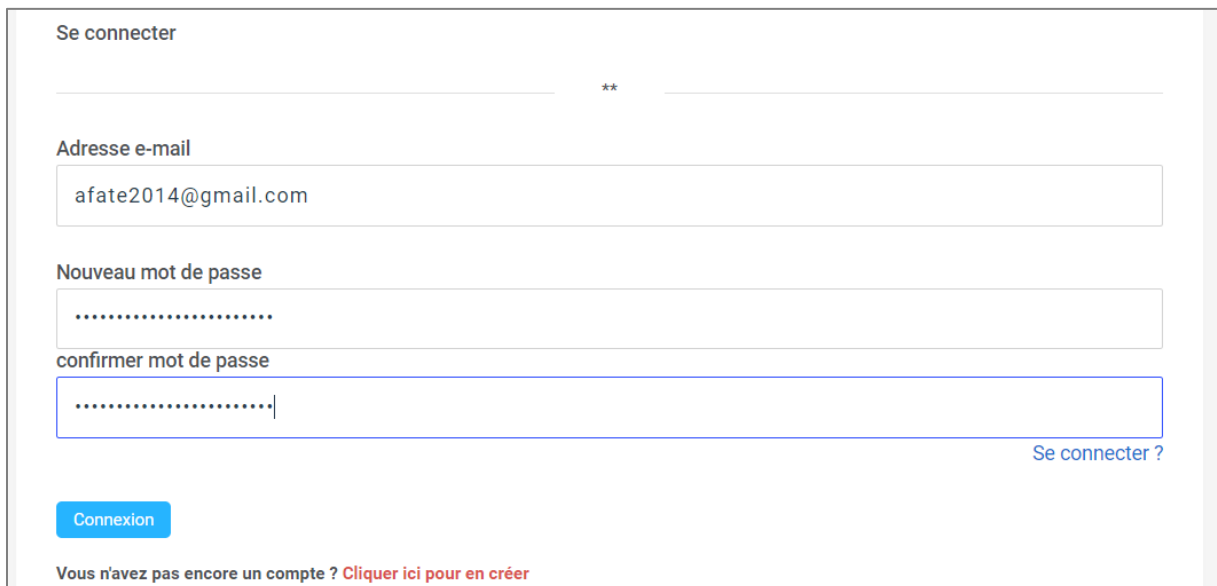 Se connecter
**
Adresse e-mail
afate2014@gmail.com
Nouveau mot de passe
••••••••••••••••••••••••
confirmer mot de passe
••••••••••••••••••••••••
Se connecter ?
Connexion
Vous n'avez pas encore un compte ? Cliquer ici pour en créer